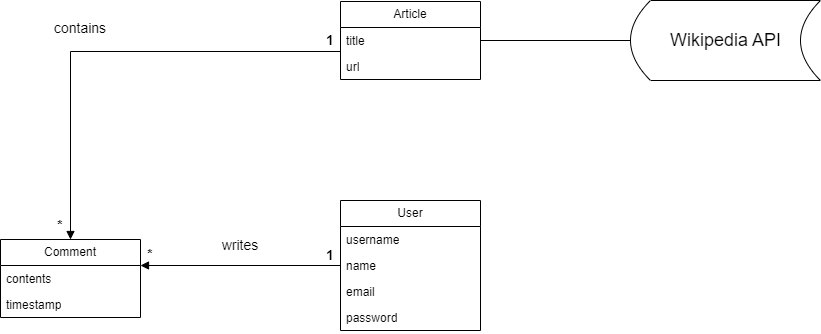 contains
1
Article
title
url
Wikipedia API
*
Comment
contents
timestamp
*
writes
1
User
username
name
email
password